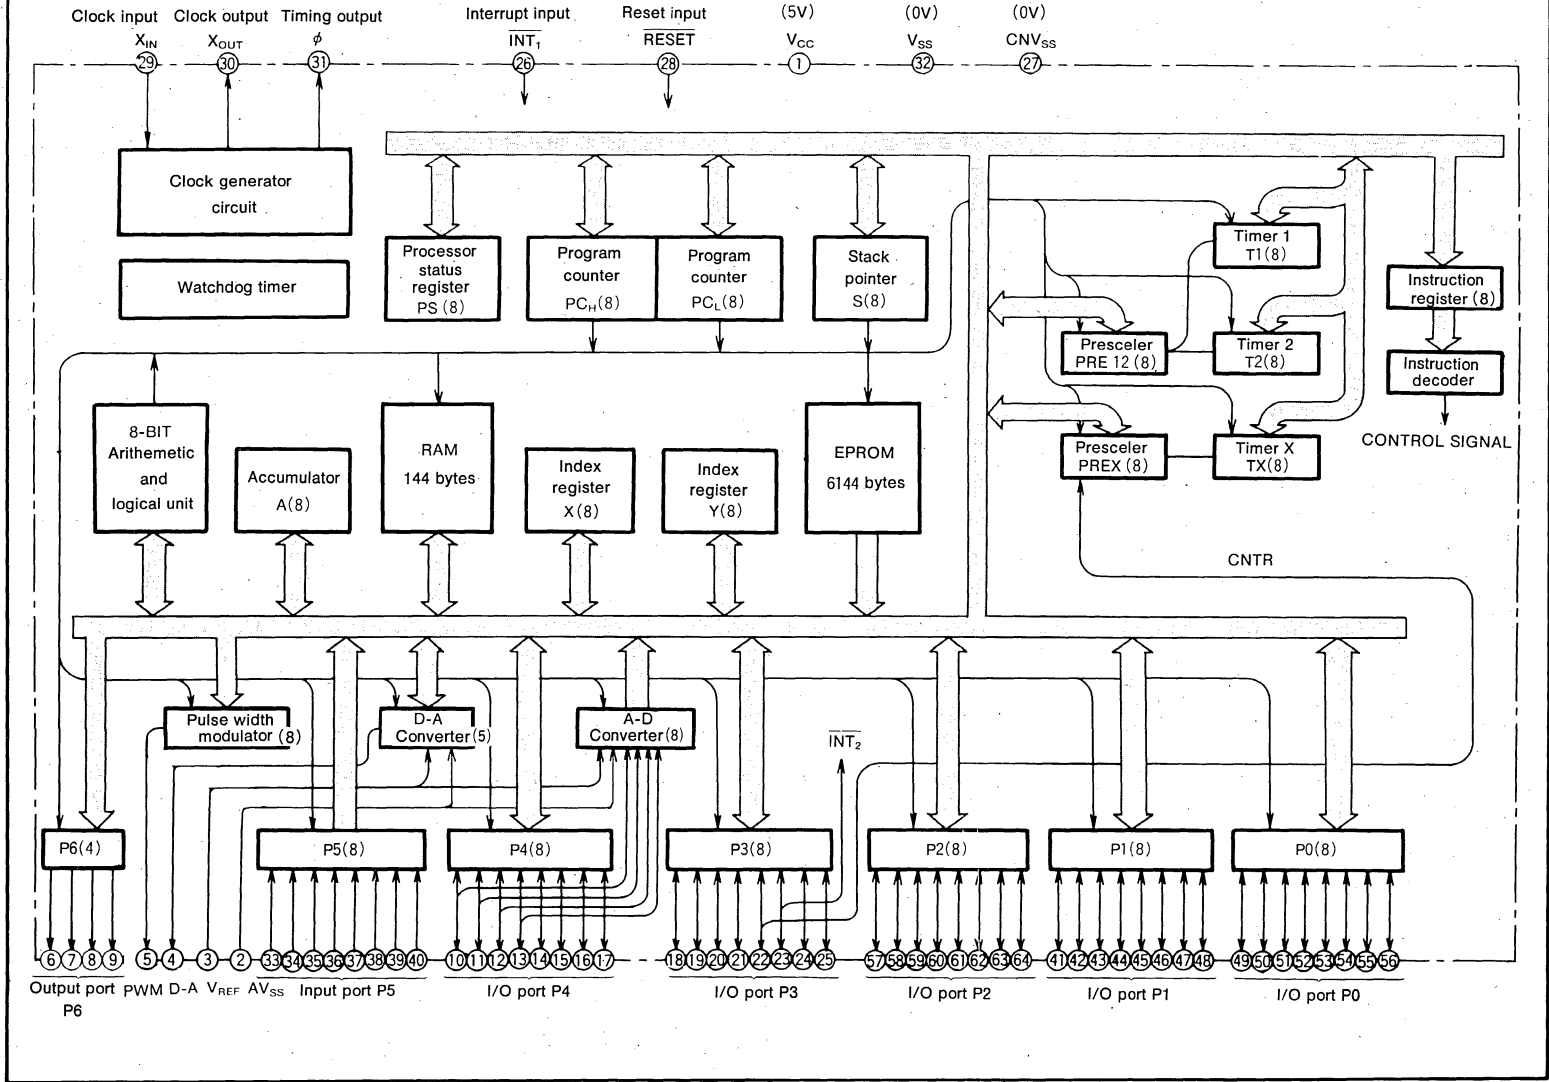 Clock input Clock output Timing output Interrupt input Reset input (5V) (0V) (0V)
XIN XOUT φ INT1 RESET VCC VSS CNVSS
29 30 31 26 28 1 32 27
Clock generator
circuit
Watchdog timer
Processor
status
register
PS (8)
Program
counter
PCH(8)
Program
counter
PCL(8)
Stack
pointer
S(8)
Timer 1
T1(8)
Presceler
PRE 12 (8)
Timer 2
T2(8)
Presceler
PREX (8)
Timer X
TX(8)
Instruction
register (8)
Instruction
decoder
CONTROL SIGNAL
8-BIT
Arithemetic
and
logical unit
Accumulator
A(8)
RAM
144 bytes
Index
register
X(8)
Index
register
Y(8)
EPROM
6144 bytes
CNTR
Pulse width
modulator (8)
D-A
Converter(5)
A-D
Converter(8)
INT2
P6(4) P5(8) P4(8) P3(8) P2(8) P1(8) P0(8)
6 7 8 9 5 4 3 2 33 34 35 36 37 38 39 40 10 11 12 13 14 15 16 17 18 19 20 21 22 23 24 25 57 58 59 60 61 62 63 64 41 42 43 44 45 46 47 48 49 50 51 52 53 54 55 56
Output port
P6
PWM D-A VREF AVSS Input port P5 I/O port P4 I/O port P3 I/O port P2 I/O port P1 I/O port P0